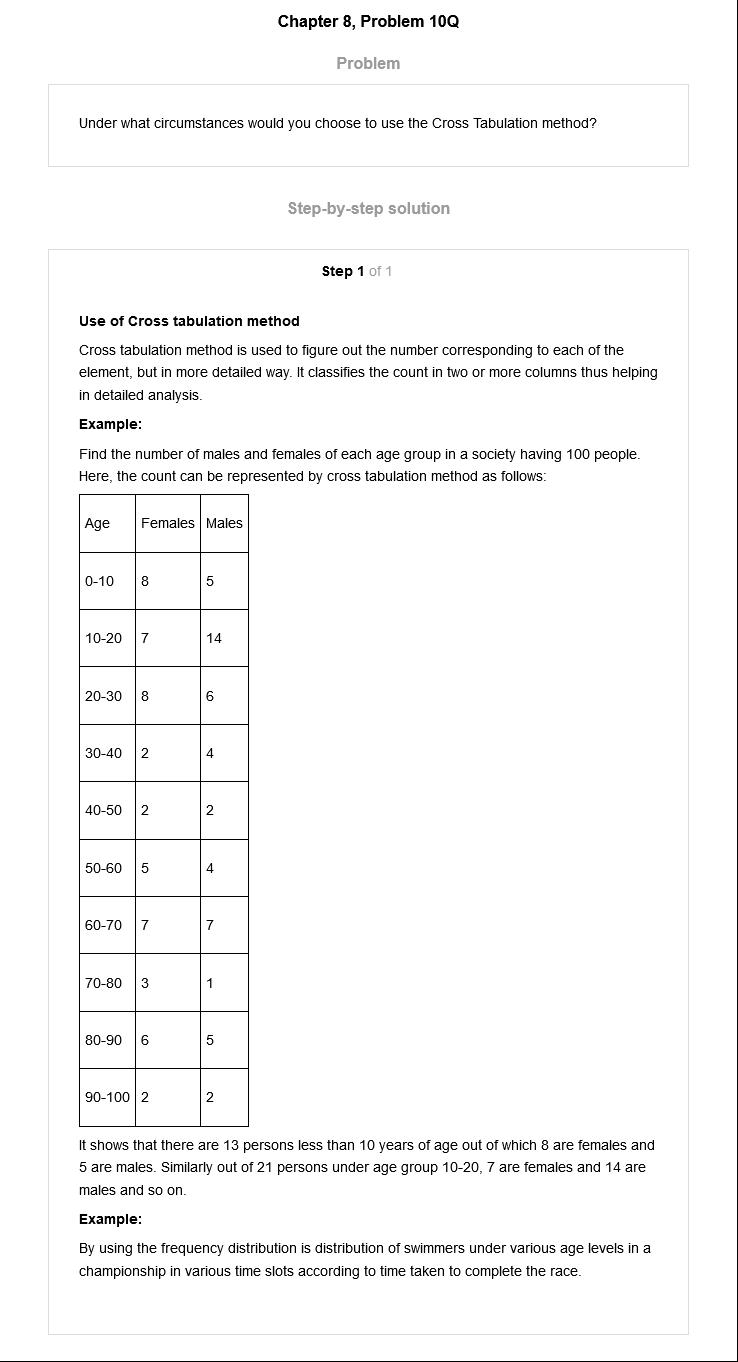 Chapter 8, Problem 10Q
Problem
Under what circumstances would you choose to use the Cross Tabulation method?
Step-by-step solution
Step 1 of 1
Use of Cross tabulation method
Cross tabulation method is used to figure out the number corresponding to each of the
element, but in more detailed way. It classifies the count in two or more columns thus helping
in detailed analysis.
Example:
Find the number of males and females of each age group in a society having 100 people.
Here, the count can be represented by cross tabulation method as follows:
Age Females Males
0-10 8 5
10-20 7 14
20-30 8 6
30-40 2 4
40-50 2 2
50-60 5 4
60-70 7 7
70-80 3 1
80-90 6 5
90-100 2 2
It shows that there are 13 persons less than 10 years of age out of which 8 are females and
5 are males. Similarly out of 21 persons under age group 10-20, 7 are females and 14 are
males and so on.
Example:
By using the frequency distribution is distribution of swimmers under various age levels in a
championship in various time slots according to time taken to complete the race.